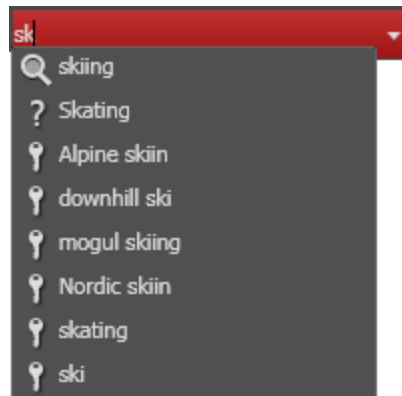 sk
skiing
? Skating
Alpine skiin
downhill ski
mogul skiing
Nordic skiin
skating
ski